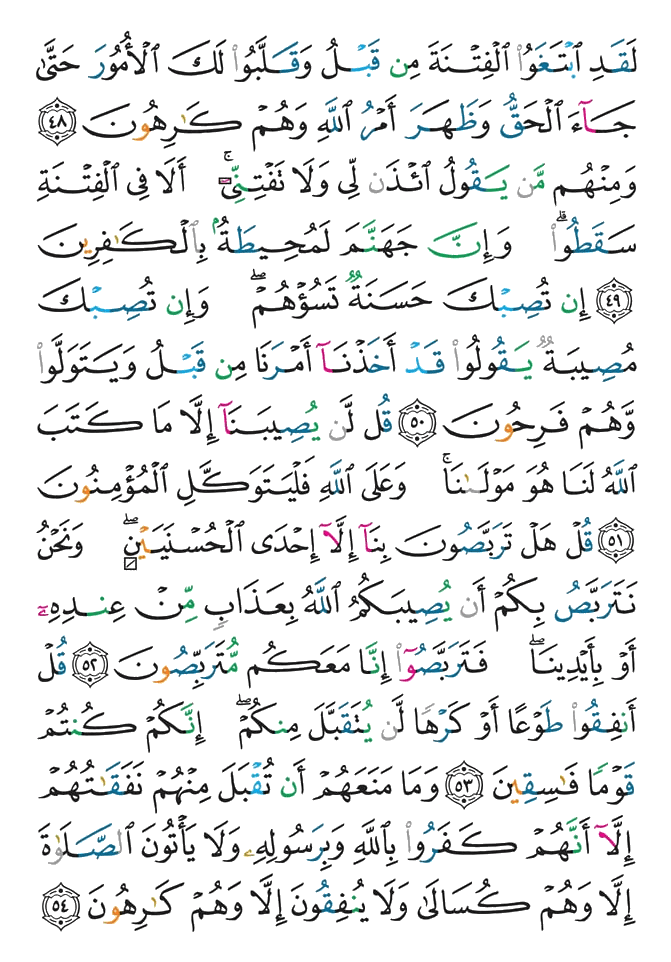 لَقَدِ ٱبْتَغَوُا۟ ٱلْفِتْنَةَ مِن قَبْلُ وَقَلَّبُوا۟ لَكَ ٱلْأُمُورَ حَتَّىٰ
جَآءَ ٱلْحَقُّ وَظَهَرَ أَمْرُ ٱللَّهِ وَهُمْ كَـٰرِهُونَ ٤٨
وَمِنْهُم مَّن يَقُولُ ٱئْذَن لِّى وَلَا تَفْتِنِّىٓ ۚ أَلَا فِى ٱلْفِتْنَةِ
سَقَطُوا۟ ۗ وَإِنَّ جَهَنَّمَ لَمُحِيطَةٌۢ بِٱلْكَـٰفِرِينَ
٤٩ إِن تُصِبْكَ حَسَنَةٌ تَسُؤْهُمْ ۖ وَإِن تُصِبْكَ
مُصِيبَةٌ يَقُولُوا۟ قَدْ أَخَذْنَآ أَمْرَنَا مِن قَبْلُ وَيَتَوَلَّوا۟
وَّهُمْ فَرِحُونَ ٥٠ قُل لَّن يُصِيبَنَآ إِلَّا مَا كَتَبَ
ٱللَّهُ لَنَا هُوَ مَوْلَىٰنَا ۚ وَعَلَى ٱللَّهِ فَلْيَتَوَكَّلِ ٱلْمُؤْمِنُونَ
٥١ قُلْ هَلْ تَرَبَّصُونَ بِنَآ إِلَّآ إِحْدَى ٱلْحُسْنَيَيْنِ ۖ وَنَحْنُ
نَتَرَبَّصُ بِكُمْ أَن يُصِيبَكُمُ ٱللَّهُ بِعَذَابٍ مِّنْ عِندِهِۦٓ
أَوْ بِأَيْدِينَا ۖ فَتَرَبَّصُوٓا۟ إِنَّا مَعَكُم مُّتَرَبِّصُونَ ٥٢ قُلْ
أَنفِقُوا۟ طَوْعًا أَوْ كَرْهًا لَّن يُتَقَبَّلَ مِنكُمْ ۖ إِنَّكُمْ كُنتُمْ
قَوْمًا فَـٰسِقِينَ ٥٣ وَمَا مَنَعَهُمْ أَن تُقْبَلَ مِنْهُمْ نَفَقَـٰتُهُمْ
إِلَّآ أَنَّهُمْ كَفَرُوا۟ بِٱللَّهِ وَبِرَسُولِهِۦ وَلَا يَأْتُونَ ٱلصَّلَوٰةَ
إِلَّا وَهُمْ كُسَالَىٰ وَلَا يُنفِقُونَ إِلَّا وَهُمْ كَـٰرِهُونَ ٥٤